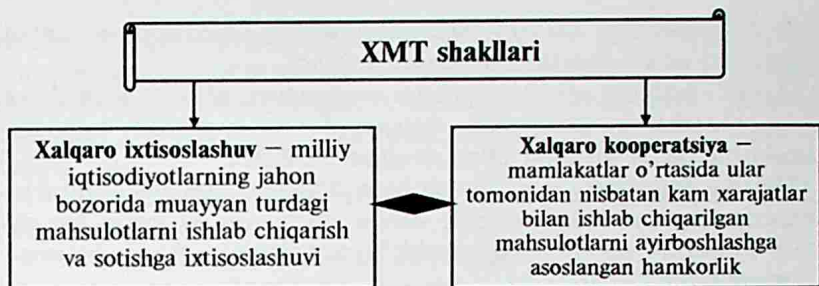 XMT shakllari
Xalqaro ixtisoslashuv — milliy
iqtisodiyotlarning jahon
bozorida muayyan turdagi
mahsulotlarni ishlab chiqarish
va sotishga ixtisoslashuvi
Xalqaro kooperatsiya —
mamlakatlar o’rtasida ular
tomonidan nisbatan kam xarajatlar
bilan ishlab chiqarilgan
mahsulotlarni ayirboshlashga
asoslangan hamkorlik